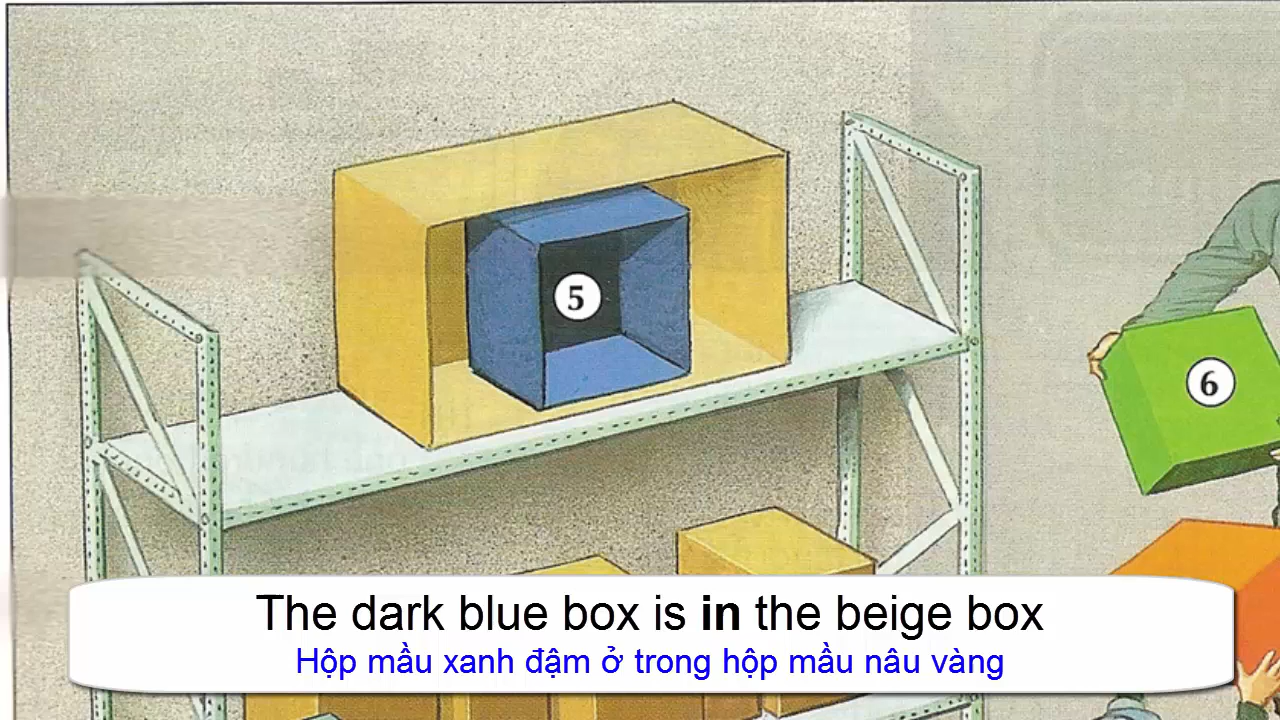 5
6
The dark blue box is in the beige box
Hộp mầu xanh đậm ở trong hộp mầu nâu vàng